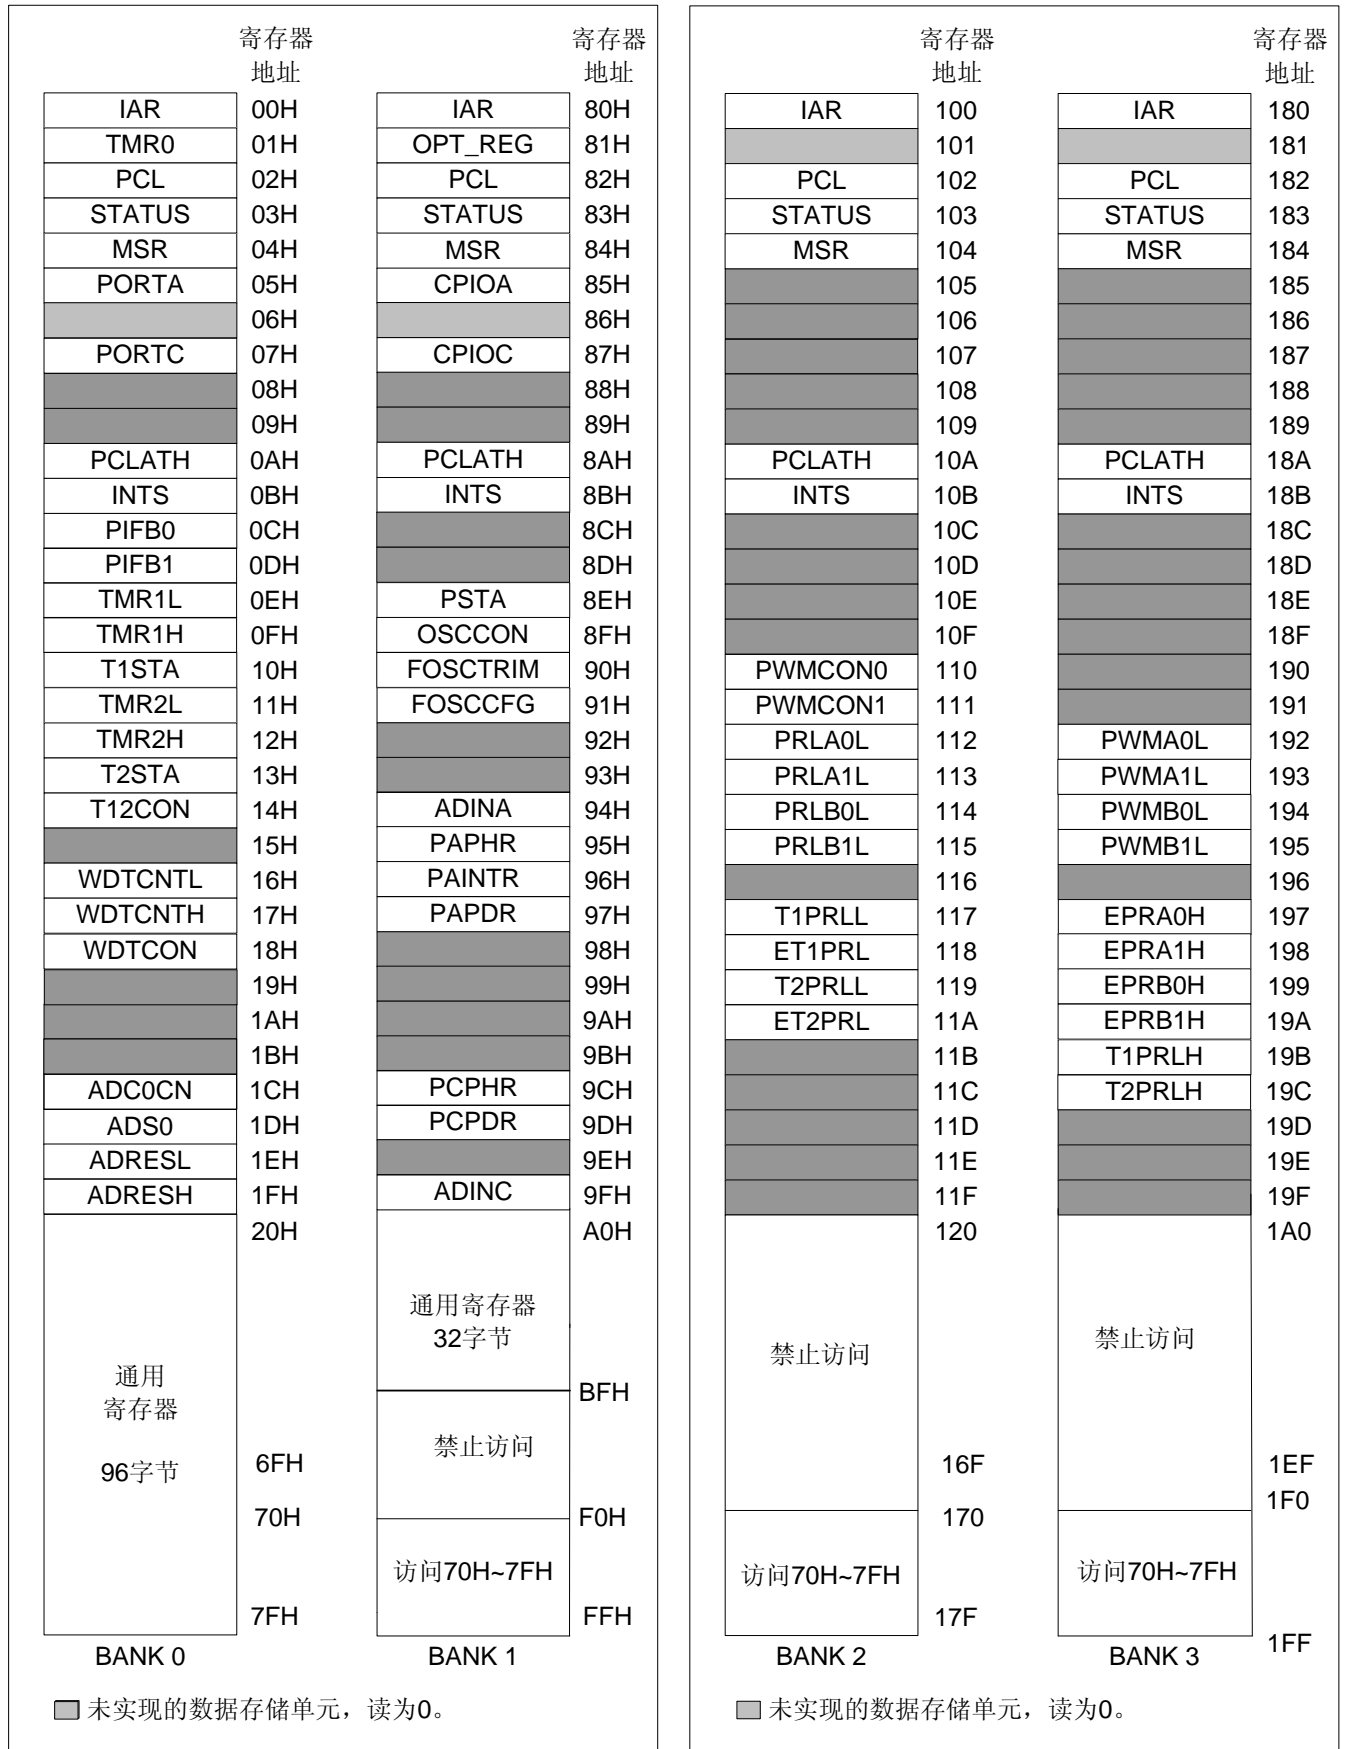 寄存器 寄存器
地址 地址
IAR 00H IAR 80H
TMR0 01H OPT_REG 81H
PCL 02H PCL 82H
STATUS 03H STATUS 83H
MSR 04H MSR 84H
PORTA 05H CPIOA 85H
06H 86H
PORTC 07H CPIOC 87H
08H 88H
09H 89H
PCLATH 0AH PCLATH 8AH
INTS 0BH INTS 8BH
PIFB0 0CH 8CH
PIFB1 0DH 8DH
TMR1L 0EH PSTA 8EH
TMR1H 0FH OSCCON 8FH
T1STA 10H FOSCTRIM 90H
TMR2L 11H FOSCCFG 91H
TMR2H 12H 92H
T2STA 13H 93H
T12CON 14H ADINA 94H
15H PAPHR 95H
WDTCNTL 16H PAINTR 96H
WDTCNTH 17H PAPDR 97H
WDTCON 18H 98H
19H 99H
1AH 9AH
1BH 9BH
ADC0CN 1CH PCPHR 9CH
ADS0 1DH PCPDR 9DH
ADRESL 1EH 9EH
ADRESH 1FH ADINC 9FH
20H A0H
通用寄存器
32字节
通用
BFH
寄存器
禁止访问
96字节 6FH
70H F0H
访问70H~7FH
7FH FFH
BANK 0 BANK 1
未实现的数据存储单元，读为0。
寄存器 寄存器
地址 地址
IAR 100 IAR 180
101 181
PCL 102 PCL 182
STATUS 103 STATUS 183
MSR 104 MSR 184
105 185
106 186
107 187
108 188
109 189
PCLATH 10A PCLATH 18A
INTS 10B INTS 18B
10C 18C
10D 18D
10E 18E
10F 18F
PWMCON0 110 190
PWMCON1 111 191
PRLA0L 112 PWMA0L 192
PRLA1L 113 PWMA1L 193
PRLB0L 114 PWMB0L 194
PRLB1L 115 PWMB1L 195
116 196
T1PRLL 117 EPRA0H 197
ET1PRL 118 EPRA1H 198
T2PRLL 119 EPRB0H 199
ET2PRL 11A EPRB1H 19A
11B T1PRLH 19B
11C T2PRLH 19C
11D 19D
11E 19E
11F 19F
120 1A0
禁止访问 禁止访问
16F 1EF
1F0
170
访问70H~7FH 访问70H~7FH
17F
1FF
BANK 2 BANK 3
未实现的数据存储单元，读为0。